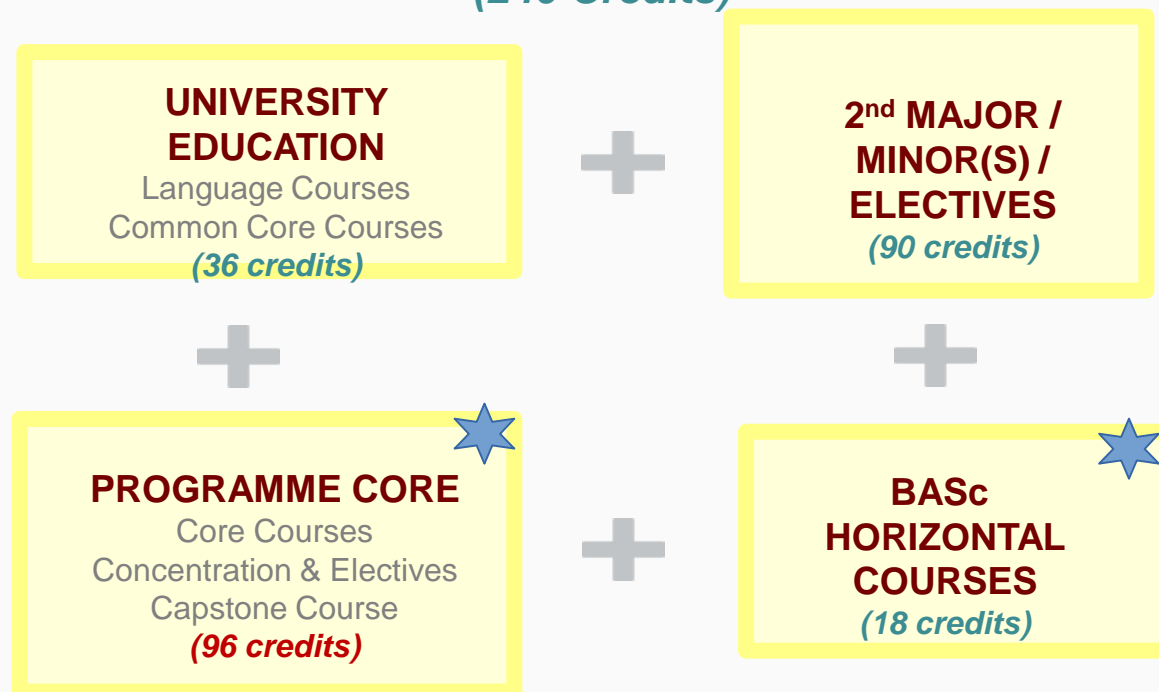 Credits)
UNIVERSITY
EDUCATION
Language Courses
Common Core Courses
(36 credits)
2nd MAJOR /
MINOR(S) /
ELECTIVES
(90 credits)
PROGRAMME CORE
Core Courses
Concentration & Electives
Capstone Course
(96 credits)
BASc
HORIZONTAL
COURSES
(18 credits)